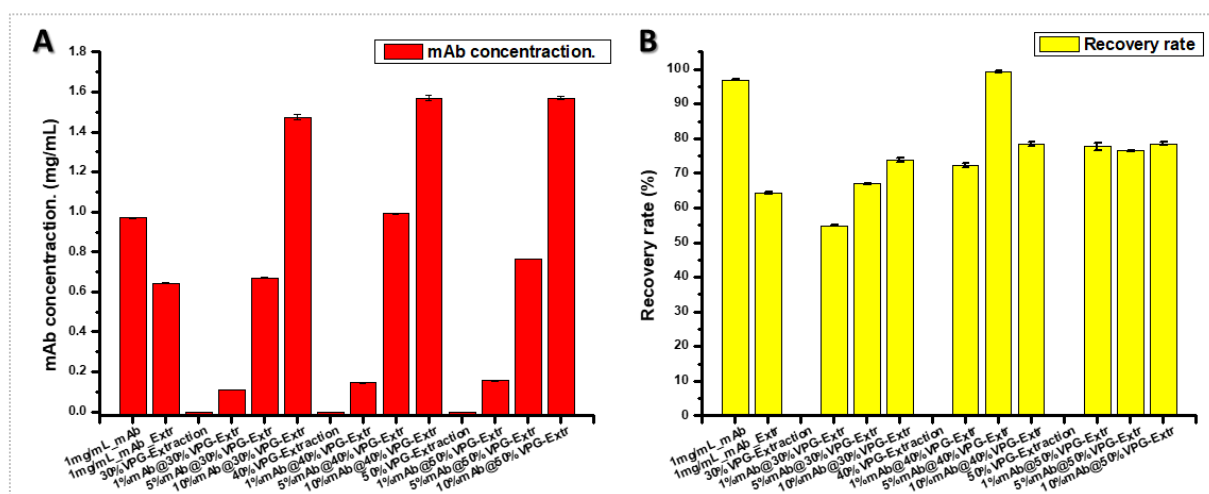 A
mAb concentraction.
mAb concentraction. (mg/mL)
1.8
1.6
1.4
1.2
1.0
0.8
0.6
0.4
0.2
0.0
1mg/mL_mAb
1mg/mL_mAb_Extr
30% VPG-Extraction
1%mAb@30% VPG-Extr
5%mAb@30% VPG-Extr
10%mAb@30% VPG-Extr
40% VPG-Extraction
1%mAb@40% VPG-Extr
5%mAb@40% VPG-Extr
10%mAb@40% VPG-Extr
50% VPG-Extraction
1%mAb@50% VPG-Extr
5%mAb@50% VPG-Extr
10%mAb@50% VPG-Extr
B
Recovery rate
Recovery rate (%)
100
90
80
70
60
50
40
30
20
10
0
1mg/mL_mAb
1mg/mL_mAb_Extr
30% VPG-Extraction
1%mAb@30% VPG-Extr
5%mAb@30% VPG-Extr
10%mAb@30% VPG-Extr
40% VPG-Extraction
1%mAb@40% VPG-Extr
5%mAb@40% VPG-Extr
10%mAb@40% VPG-Extr
50% VPG-Extraction
1%mAb@50% VPG-Extr
5%mAb@50% VPG-Extr
10%mAb@50% VPG-Extr